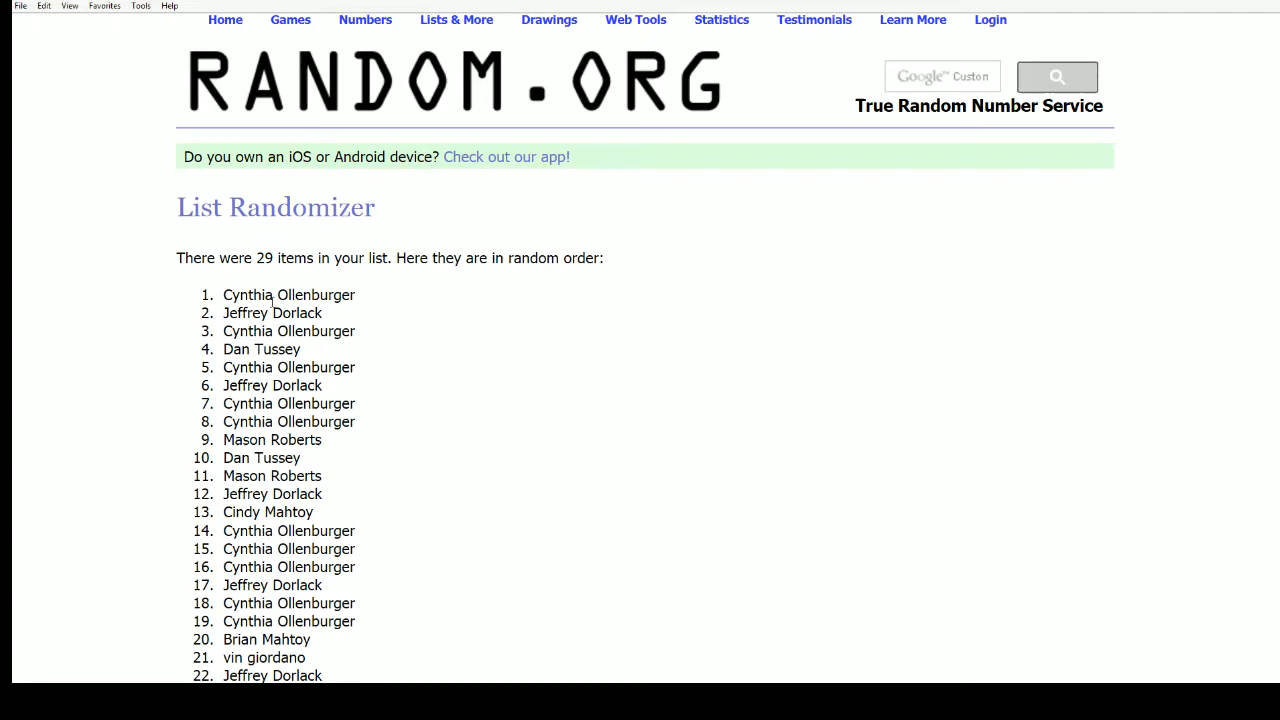 File Edit View Favorites Tools Help
Home Games Numbers Lists & More Drawings Web Tools Statistics Testimonials Learn More Login
RANDOM.ORG
Google™ Custon
True Random Number Service
Do you own an iOS or Android device? Check out our app!
List Randomizer
There were 29 items in your list. Here they are in random order:
1. Cynthia Ollenburger
2. Jeffrey Dorlack
3. Cynthia Ollenburger
4. Dan Tussey
5. Cynthia Ollenburger
6. Jeffrey Dorlack
7. Cynthia Ollenburger
8. Cynthia Ollenburger
9. Mason Roberts
10. Dan Tussey
11. Mason Roberts
12. Jeffrey Dorlack
13. Cindy Mahtoy
14. Cynthia Ollenburger
15. Cynthia Ollenburger
16. Cynthia Ollenburger
17. Jeffrey Dorlack
18. Cynthia Ollenburger
19. Cynthia Ollenburger
20. Brian Mahtoy
21. vin giordano
22. Jeffrey Dorlack